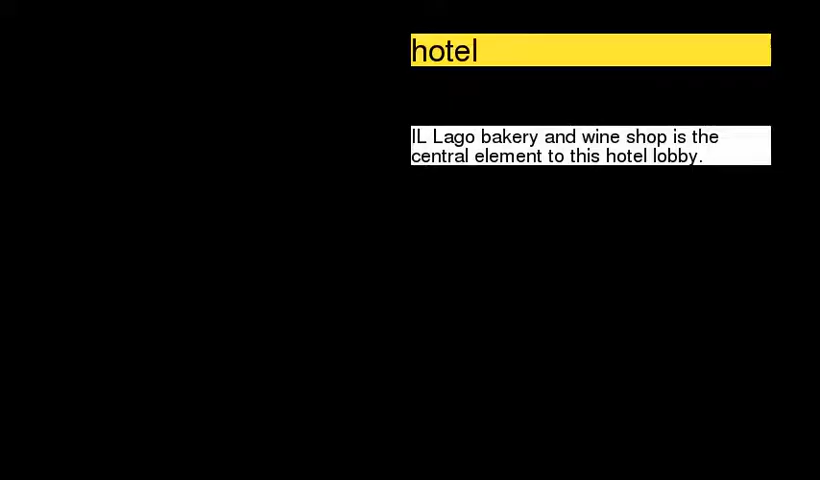 hotel
IL Lago bakery and wine shop is the
central element to this hotel lobby.